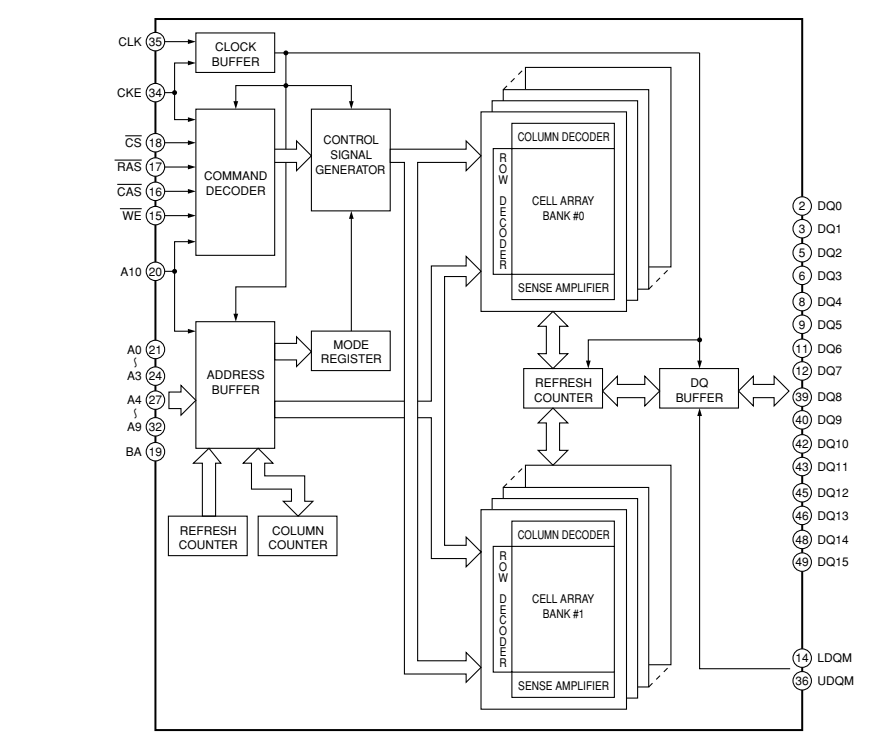 CLK 35
CLOCK
BUFFER
CKE 34
CS 18
RAS 17
CAS 16
WE 15
COMMAND
DECODER
CONTROL
SIGNAL
GENERATOR
A10 20
A0 21
~
A3 24
A4 27
~
A9 32
BA 19
ADDRESS
BUFFER
MODE
REGISTER
REFRESH
COUNTER
COLUMN
COUNTER
COLUMN DECODER
ROW DECODER
CELL ARRAY
BANK #0
SENSE AMPLIFIER
REFRESH
COUNTER
DQ
BUFFER
COLUMN DECODER
ROW DECODER
CELL ARRAY
BANK #1
SENSE AMPLIFIER
2 DQ0
3 DQ1
5 DQ2
6 DQ3
8 DQ4
9 DQ5
11 DQ6
12 DQ7
39 DQ8
40 DQ9
42 DQ10
43 DQ11
45 DQ12
46 DQ13
48 DQ14
49 DQ15
14 LDQM
36 UDQM